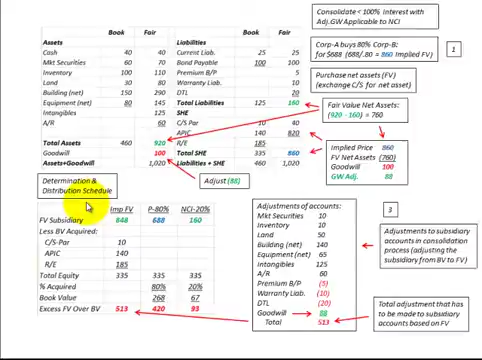 Consolidate < 100% Interest with
Adj.GW Applicable to NCI
Corp-A buys 80% Corp-B:
for $688 (688/.80 = 860 Implied FV)
1
Purchase net assets (FV)
(exchange C/S for net asset)
Fair Value Net Assets:
(920 - 160) = 760
Implied Price 860
FV Net Assets (760)
Goodwill 100
GW Adj. 88
Book Fair Book Fair
Assets Liabilities
Cash 40 40 Current Liab. 25 25
Mkt Securities 60 70 Bond Payable 100 100
Inventory 100 110 Premium B/P 5
Land 30 80 Warranty Liab. 10
Building (net) 150 290 DTL 20
Equipment (net) 80 145 Total Liabilities 125 160
Intangibles 125 SHE
A/R 60 C/S Par 10 40
APIC 140 820
Total Assets 460 920 R/E 185
Goodwill 100 Total SHE 335 860
Assets+Goodwill 1,020 Liabilities + SHE 460 1,020
Determination &
Distribution Schedule
Adjust (88)
Imp FV P-80% NCI-20%
FV Subsidiary 848 688 160
Less BV Acquired:
C/S-Par 10
APIC 140
R/E 185
Total Equity 335 335 335
% Acquired 80% 20%
Book Value 268 67
Excess FV Over BV 513 420 93
Adjustments of accounts:
Mkt Securities 10
Inventory 10
Land 50
Building (net) 140
Equipment (net) 65
Intangibles 125
A/R 60
Premium B/P (5)
Warranty Liab. (10)
DTL (20)
Goodwill 88
Total 513
3
Adjustments to subsidiary
accounts in consolidation
process (adjusting the
subsidiary from BV to FV)
Total adjustment that has
to be made to subsidiary
accounts based on FV